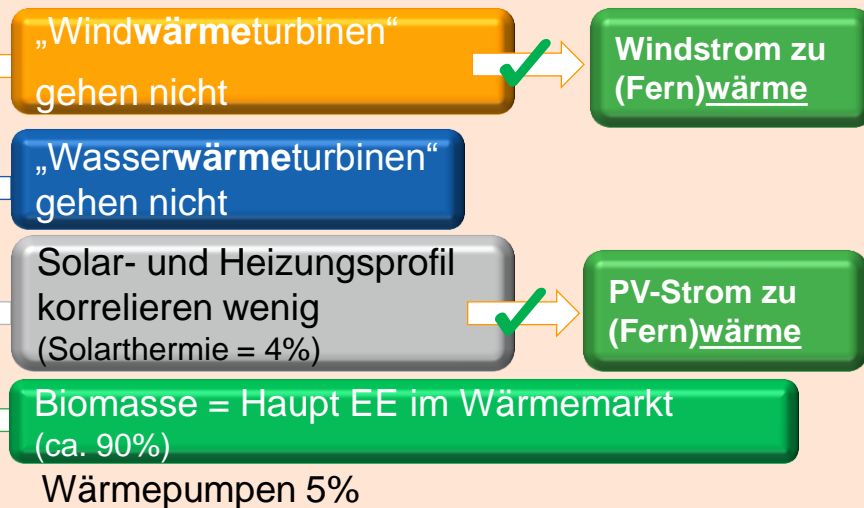 „Windwärmeturbinen“
gehen nicht
Windstrom zu
(Fern)wärme
„Wasserwärmeturbinen“
gehen nicht
Solar- und Heizungsprofil
korrelieren wenig
(Solarthermie = 4%)
PV-Strom zu
(Fern)wärme
Biomasse = Haupt EE im Wärmemarkt
(ca. 90%)
Wärmepumpen 5%